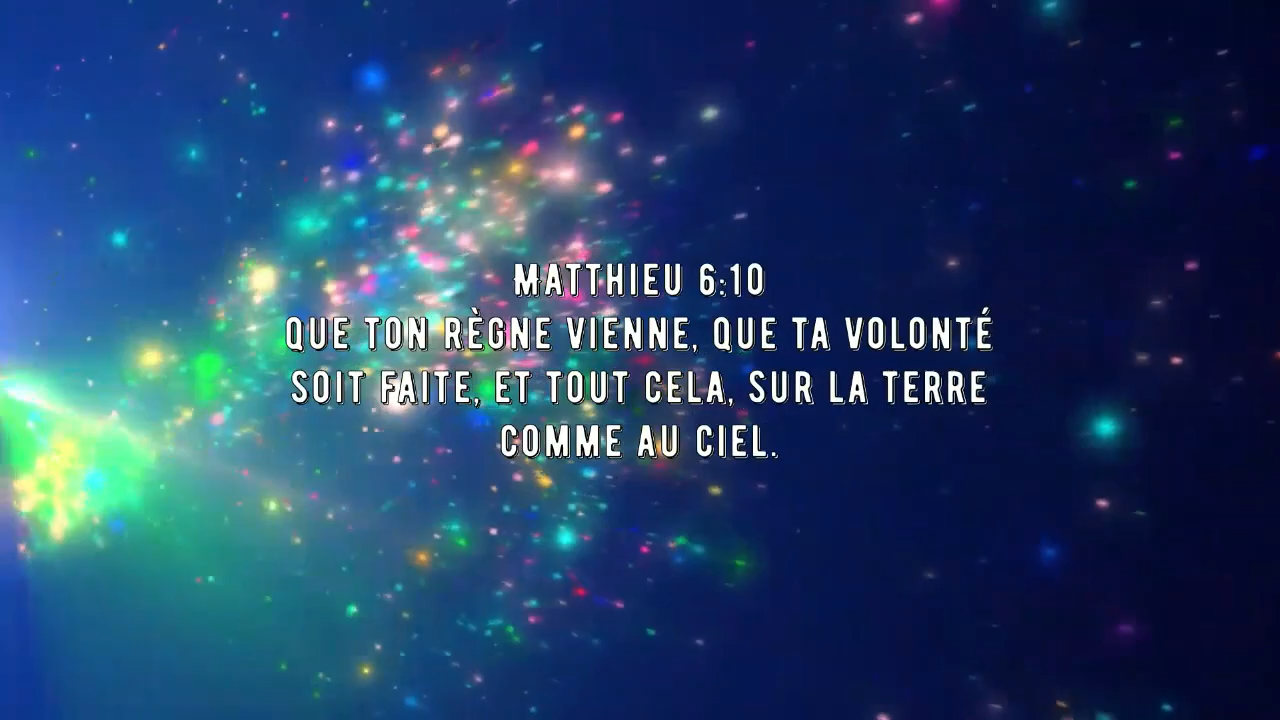 MATTHIEU 6:10
QUE TON RÈGNE VIENNE, QUE TA VOLONTÉ
SOIT FAITE, ET TOUT CELA, SUR LA TERRE
COMME AU CIEL.